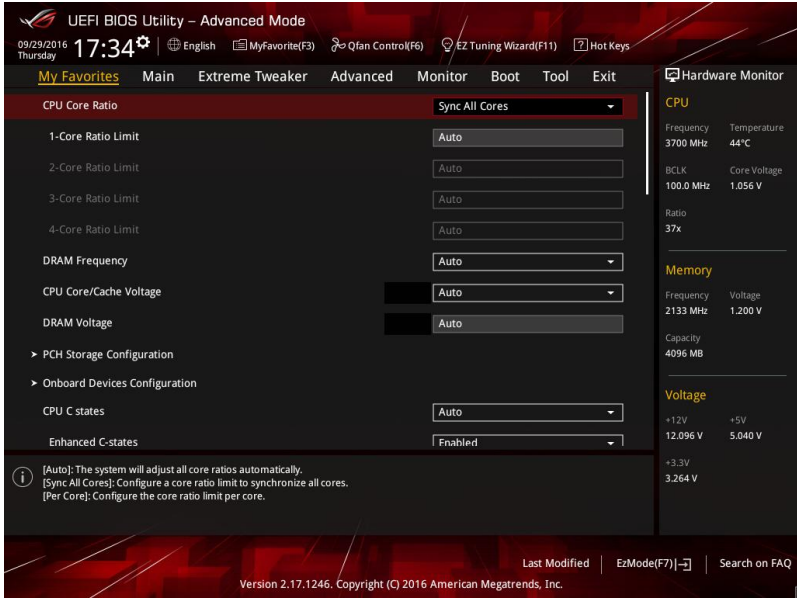 UEFI BIOS Utility – Advanced Mode
09/29/2016
Thursday
17:34
English
MyFavorite(F3)
Qfan Control(F6)
EZ Tuning Wizard(F11)
? Hot Keys
My Favorites
Main
Extreme Tweaker
Advanced
Monitor
Boot
Tool
Exit
CPU Core Ratio
Sync All Cores
1-Core Ratio Limit
Auto
2-Core Ratio Limit
Auto
3-Core Ratio Limit
Auto
4-Core Ratio Limit
Auto
DRAM Frequency
Auto
CPU Core/Cache Voltage
Auto
DRAM Voltage
Auto
PCH Storage Configuration
Onboard Devices Configuration
CPU C states
Auto
Enhanced C-states
Enabled
[Auto]: The system will adjust all core ratios automatically.
[Sync All Cores]: Configure a core ratio limit to synchronize all cores.
[Per Core]: Configure the core ratio limit per core.
Hardware Monitor
CPU
Frequency Temperature
3700 MHz 44°C
BCLK Core Voltage
100.0 MHz 1.056 V
Ratio
37x
Memory
Frequency Voltage
2133 MHz 1.200 V
Capacity
4096 MB
Voltage
+12V +5V
12.096 V 5.040 V
+3.3V
3.264 V
Last Modified
EzMode(F7)
Search on FAQ
Version 2.17.1246. Copyright (C) 2016 American Megatrends, Inc.